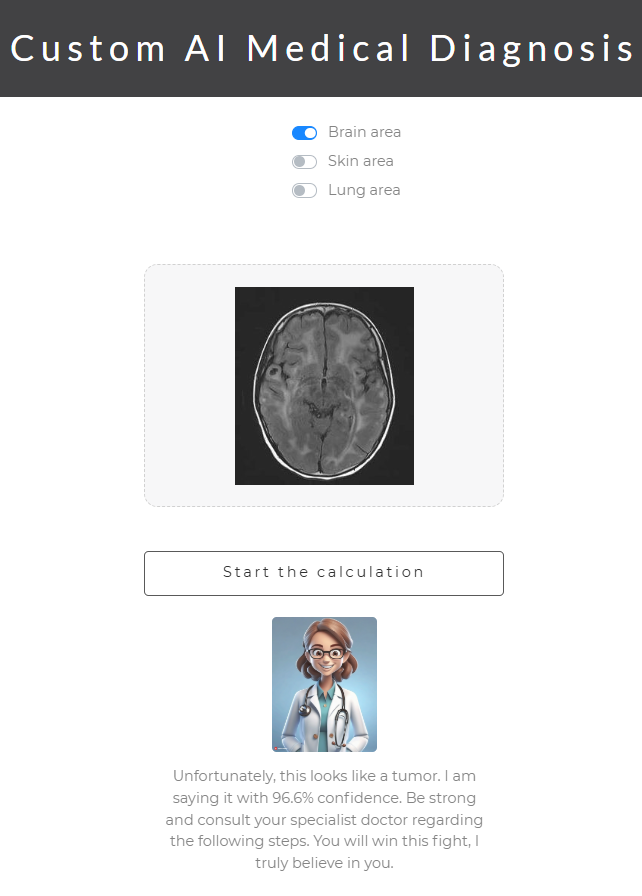 Custom AI Medical Diagnosis
Brain area
Skin area
Lung area
Start the calculation
Unfortunately, this looks like a tumor. I am
saying it with 96.6% confidence. Be strong
and consult your specialist doctor regarding
the following steps. You will win this fight, I
truly believe in you.